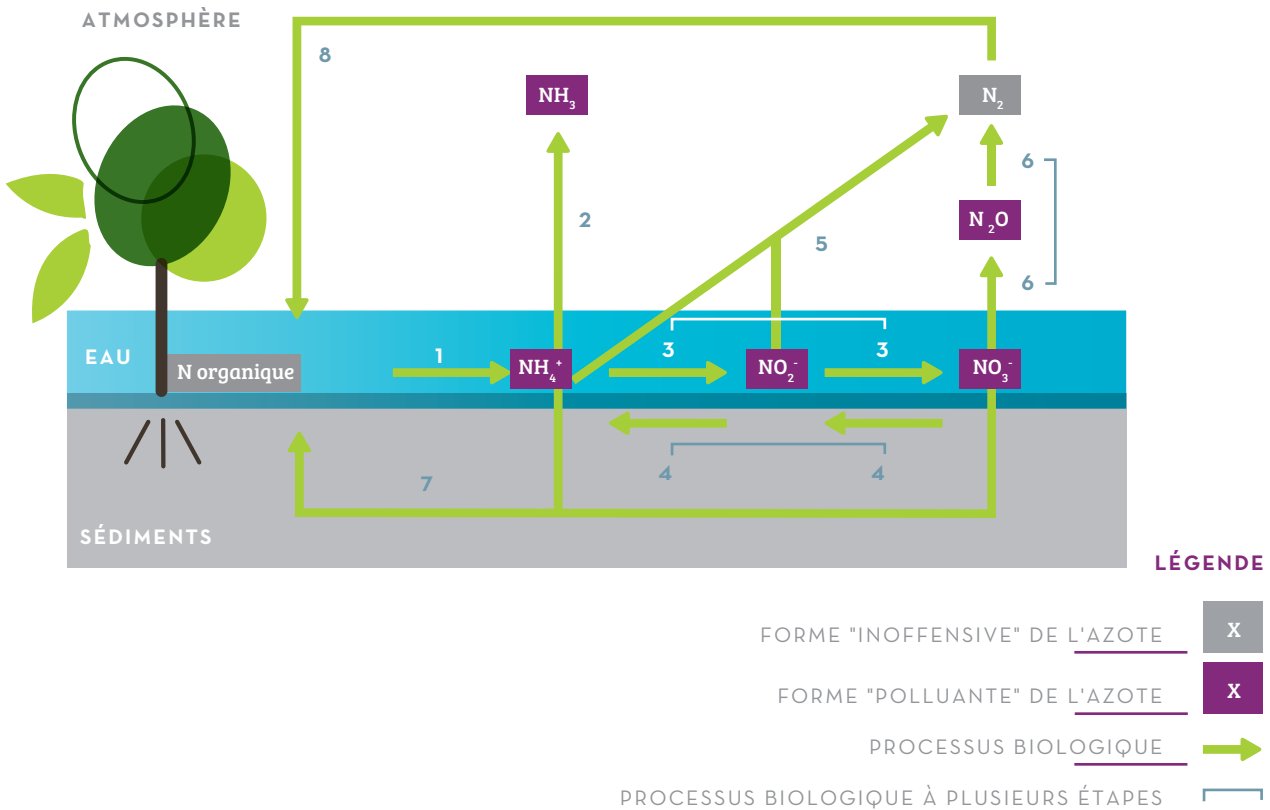 ATMOSPHÈRE
8
NH₃
N₂
6
2
N₂O
5
6
EAU
N organique
1
NH₄⁺
3
NO₂⁻
3
NO₃⁻
7
4
4
SÉDIMENTS
LÉGENDE
FORME "INOFFENSIVE" DE L'AZOTE X
FORME "POLLUANTE" DE L'AZOTE X
PROCESSUS BIOLOGIQUE
PROCESSUS BIOLOGIQUE À PLUSIEURS ÉTAPES